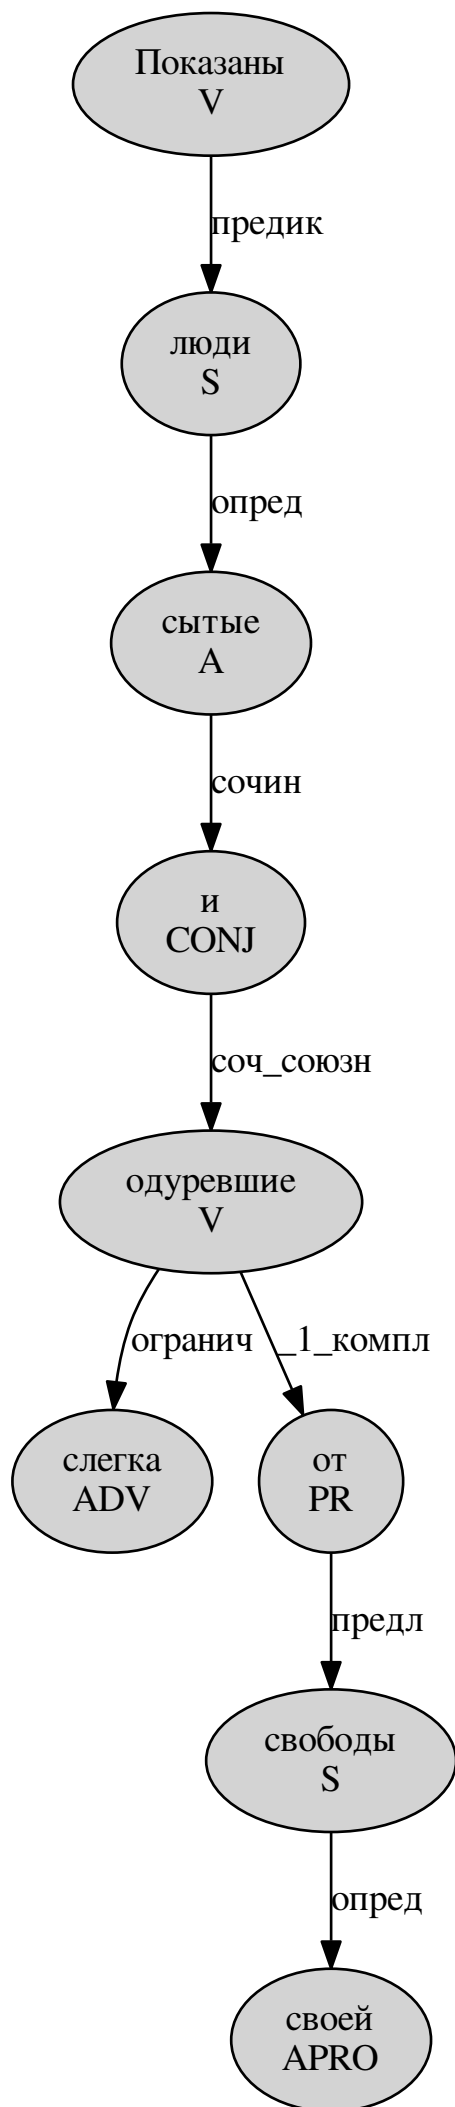 Показаны
V
предик
люди
S
опред
сытые
A
сочин
и
CONJ
соч_союзн
одуревшие
V
огранич
_1_компл
слегка
ADV
от
PR
предл
свободы
S
опред
своей
APRO